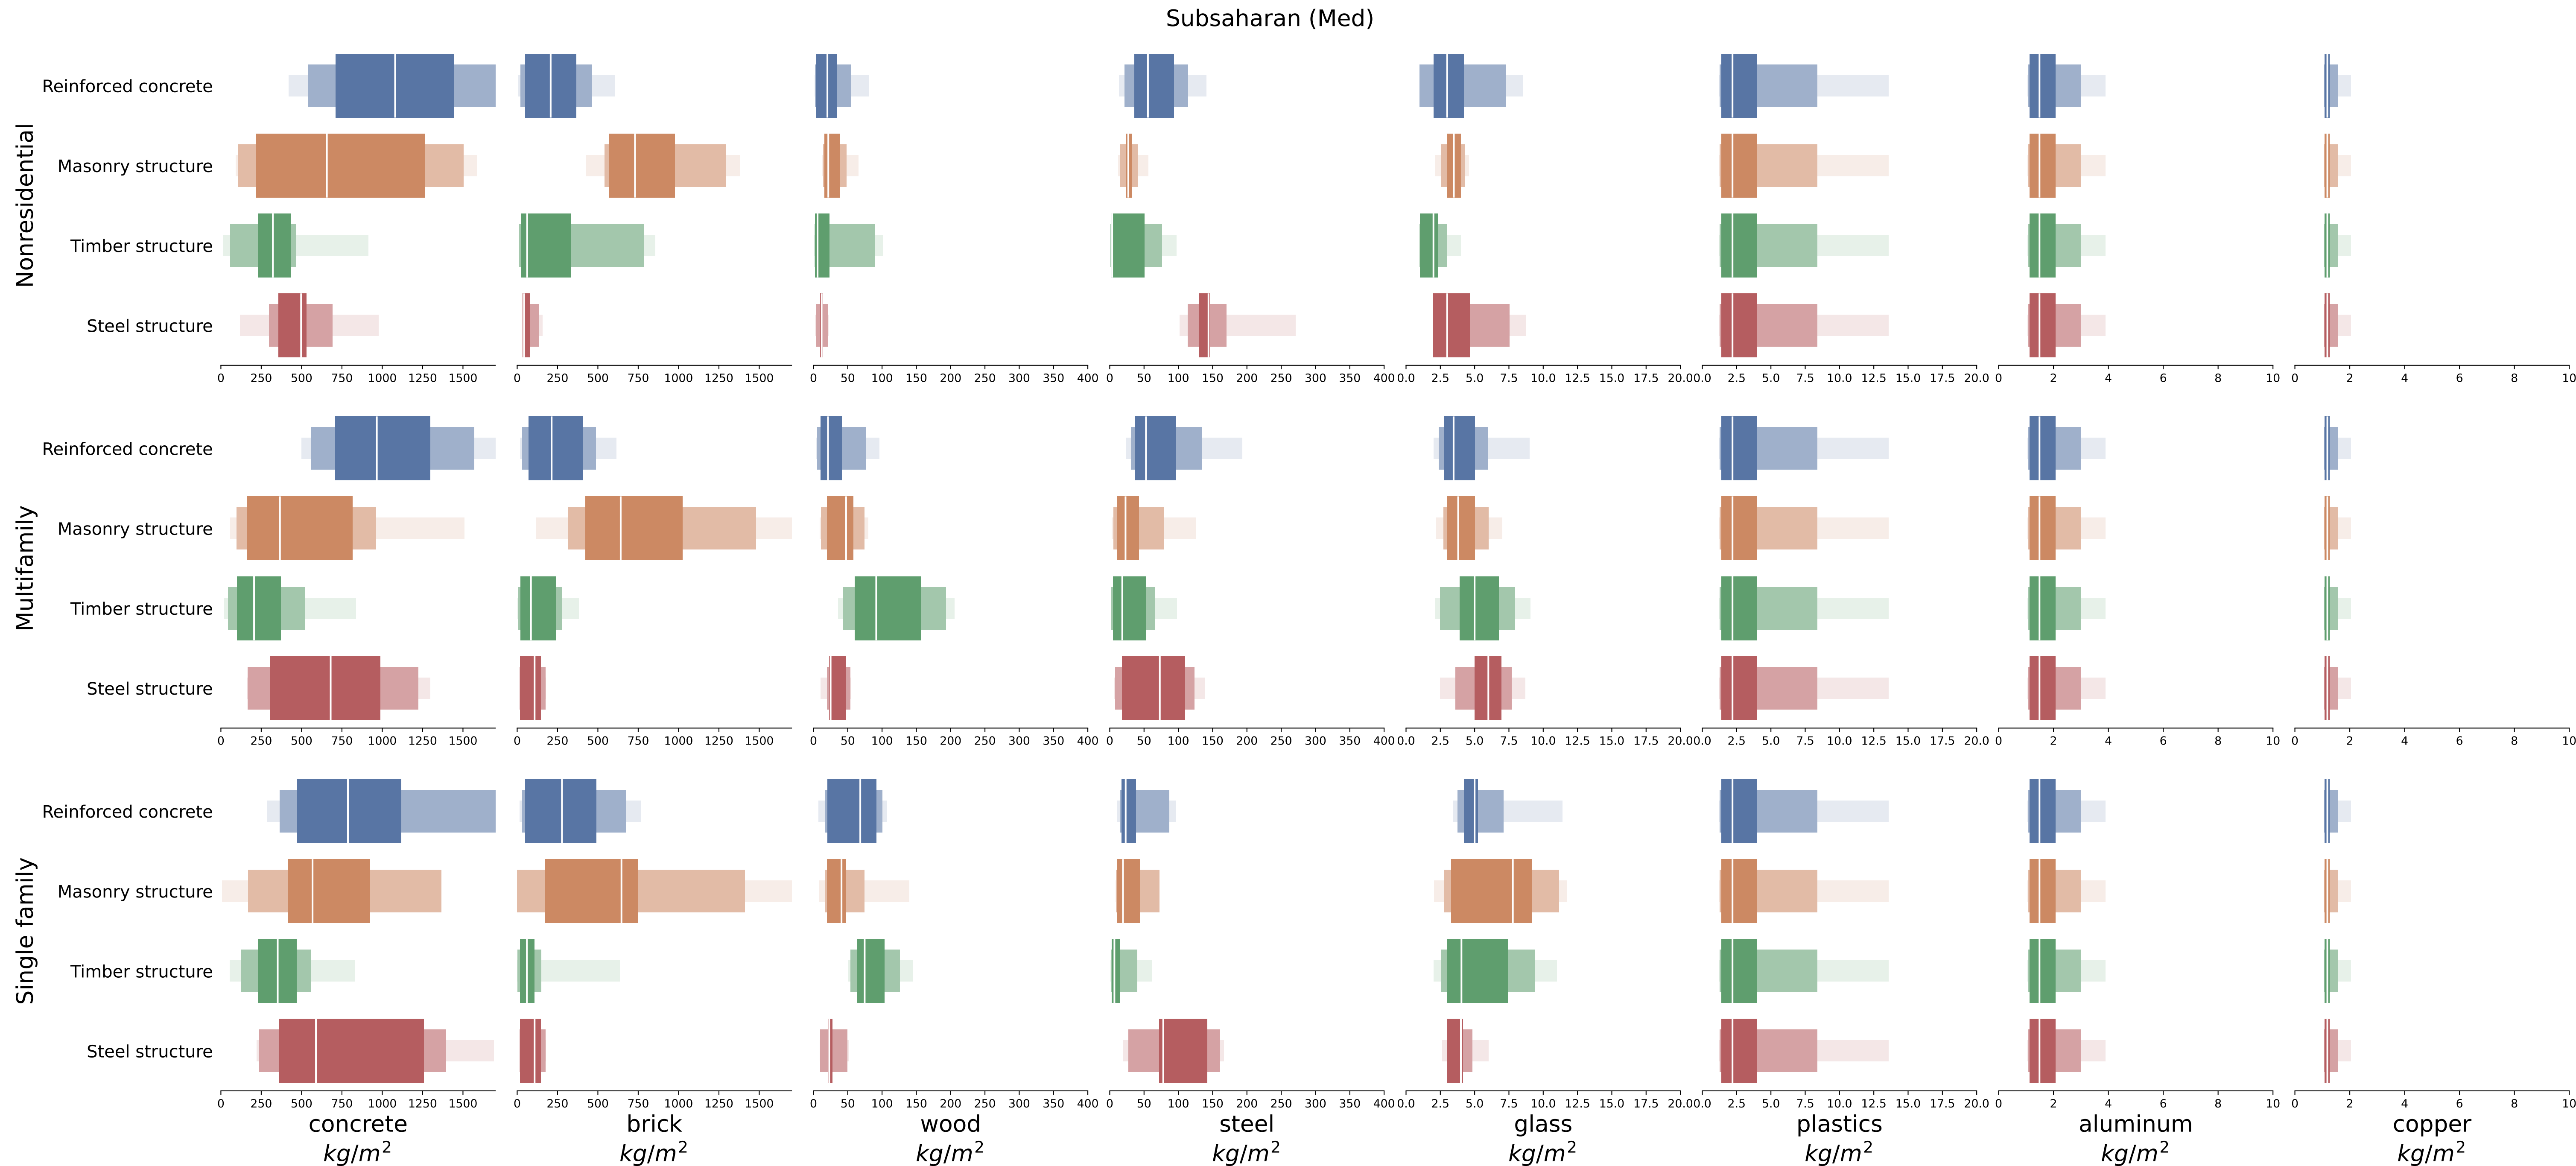 Subsaharan (Med)
Nonresidential
Reinforced concrete
Masonry structure
Timber structure
Steel structure
0 250 500 750 1000 1250 1500 0 250 500 750 1000 1250 1500 0 50 100 150 200 250 300 350 400 0 50 100 150 200 250 300 350 400 0.0 2.5 5.0 7.5 10.0 12.5 15.0 17.5 20.0 0.0 2.5 5.0 7.5 10.0 12.5 15.0 17.5 20.0 0 2 4 6 8 10 0 2 4 6 8 10
Multifamily
Reinforced concrete
Masonry structure
Timber structure
Steel structure
0 250 500 750 1000 1250 1500 0 250 500 750 1000 1250 1500 0 50 100 150 200 250 300 350 400 0 50 100 150 200 250 300 350 400 0.0 2.5 5.0 7.5 10.0 12.5 15.0 17.5 20.0 0.0 2.5 5.0 7.5 10.0 12.5 15.0 17.5 20.0 0 2 4 6 8 10 0 2 4 6 8 10
Single family
Reinforced concrete
Masonry structure
Timber structure
Steel structure
0 250 500 750 1000 1250 1500 0 250 500 750 1000 1250 1500 0 50 100 150 200 250 300 350 400 0 50 100 150 200 250 300 350 400 0.0 2.5 5.0 7.5 10.0 12.5 15.0 17.5 20.0 0.0 2.5 5.0 7.5 10.0 12.5 15.0 17.5 20.0 0 2 4 6 8 10 0 2 4 6 8 10
concrete brick wood steel glass plastics aluminum copper
kg/m² kg/m² kg/m² kg/m² kg/m² kg/m² kg/m² kg/m²